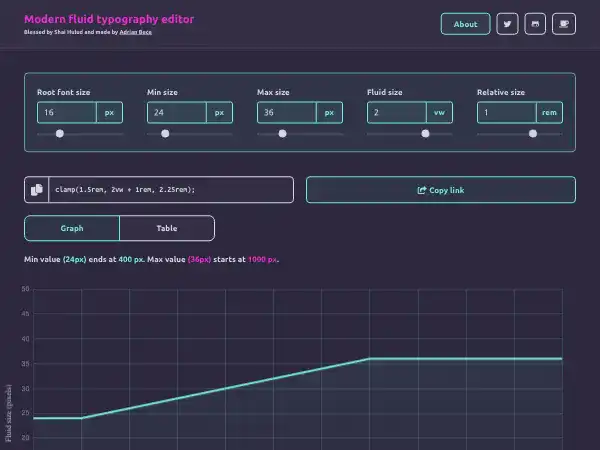 Modern fluid typography editor
Blessed by Shai Hulud and made by Adrian Bece
About
Root font size
Min size
Max size
Fluid size
Relative size
16 px
24 px
36 px
2 vw
1 rem
clamp(1.5rem, 2vw + 1rem, 2.25rem);
Copy link
Graph
Table
Min value (24px) ends at 400 px. Max value (36px) starts at 1000 px.
50
45
40
35
30
25
20
Fluid size (pixels)